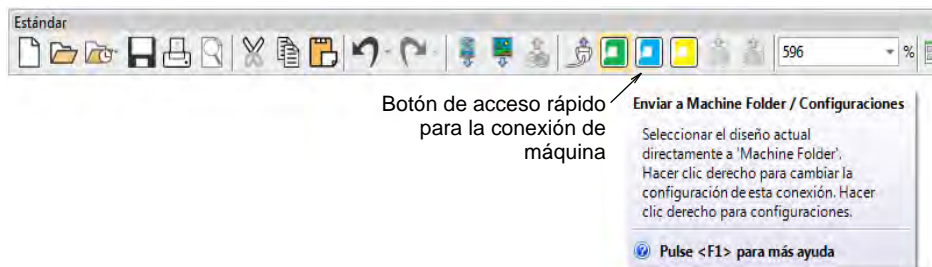 Estándar
596
%
Botón de acceso rápido
para la conexión de
máquina
Enviar a Machine Folder / Configuraciones
Seleccionar el diseño actual
directamente a 'Machine Folder'.
Hacer clic derecho para cambiar la
configuración de esta conexión. Hacer
clic derecho para configuraciones.
Pulse <F1> para más ayuda